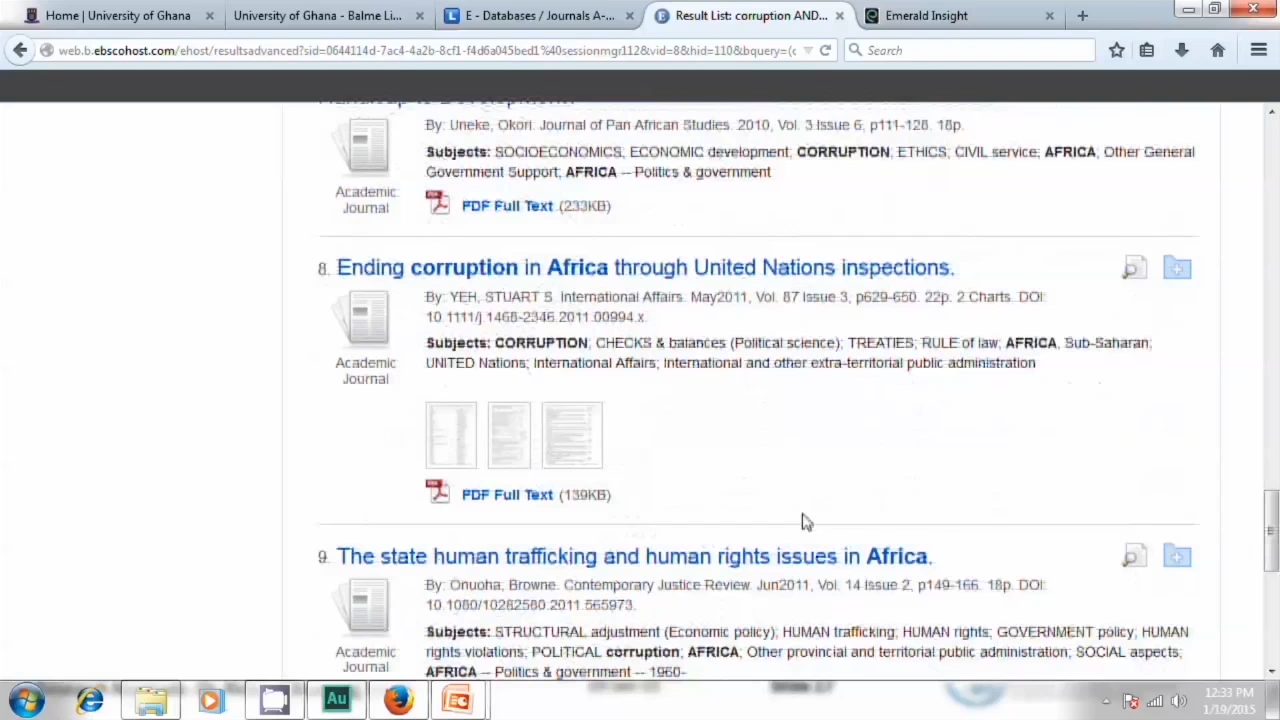 Home | University of Ghana
University of Ghana - Balme Li...
E - Databases / Journals A-...
Result List: corruption AND...
Emerald Insight
web.b.ebscohost.com/ehost/resultsadvanced?sid=0644114d-7ac4-4a2b-8cf1-f4d6a045bed1%40sessionmgr112&vid=8&hid=110&bquery=(c
Search
By: Uneke, Okori. Journal of Pan African Studies. 2010, Vol. 3 Issue 6, p111-128. 18p.
Subjects: SOCIOECONOMICS; ECONOMIC development; CORRUPTION; ETHICS; CIVIL service; AFRICA; Other General
Government Support; AFRICA -- Politics & government
Academic
Journal
PDF Full Text (233KB)
8. Ending corruption in Africa through United Nations inspections.
By: YEH, STUART S. International Affairs. May2011, Vol. 87 Issue 3, p629-650. 22p. 2 Charts. DOI:
10.1111/j.1468-2346.2011.00994.x.
Subjects: CORRUPTION; CHECKS & balances (Political science); TREATIES; RULE of law; AFRICA, Sub-Saharan;
UNITED Nations; International Affairs; International and other extra-territorial public administration
Academic
Journal
PDF Full Text (139KB)
9. The state human trafficking and human rights issues in Africa.
By: Onuoha, Browne. Contemporary Justice Review. Jun2011, Vol. 14 Issue 2, p149-166. 18p. DOI:
10.1080/10282580.2011.565973.
Subjects: STRUCTURAL adjustment (Economic policy); HUMAN trafficking; HUMAN rights; GOVERNMENT policy; HUMAN
rights violations; POLITICAL corruption; AFRICA; Other provincial and territorial public administration; SOCIAL aspects;
AFRICA -- Politics & government -- 1960-
Academic
Journal
Au
12:33 PM
1/19/2015